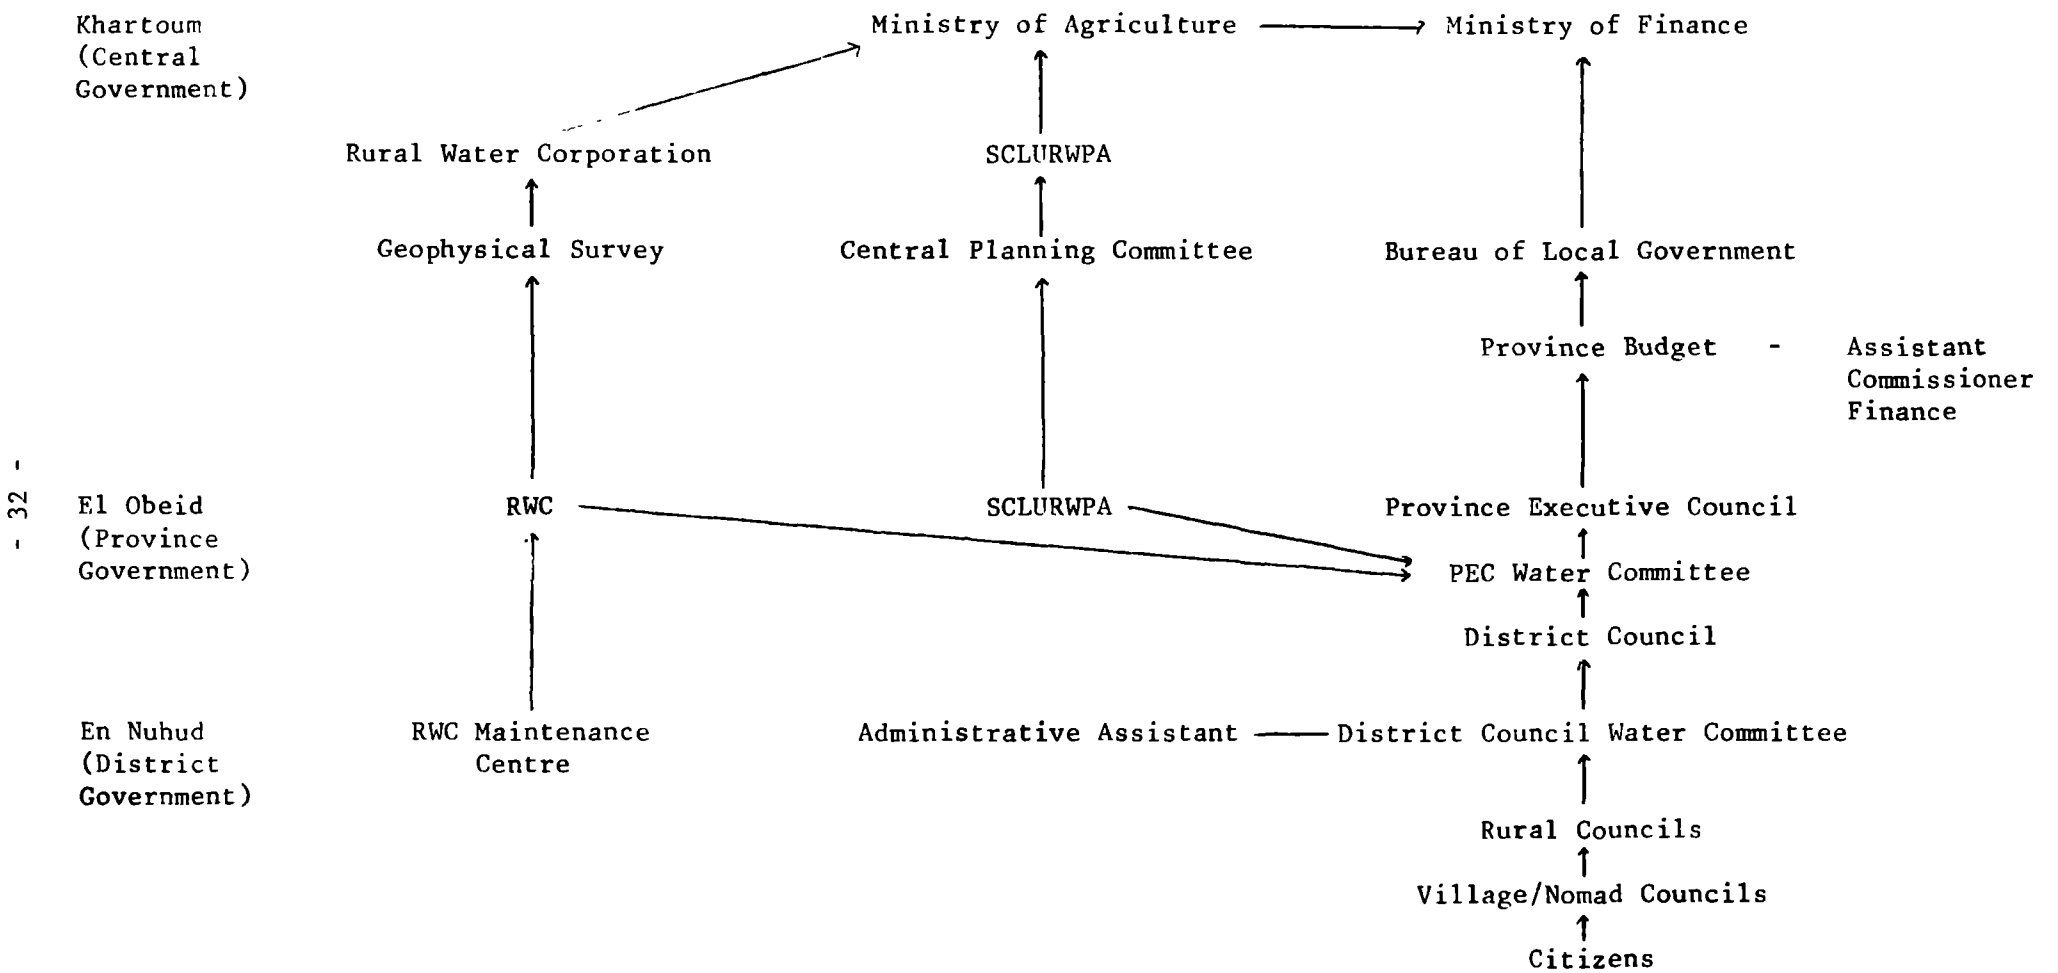 Khartoum
(Central
Government)
Ministry of Agriculture
Ministry of Finance
Rural Water Corporation
SCLURWPA
Geophysical Survey
Central Planning Committee
Bureau of Local Government
Province Budget - Assistant
Commissioner
Finance
- 32 -
El Obeid
(Province
Government)
RWC
SCLURWPA
Province Executive Council
PEC Water Committee
District Council
En Nuhud
(District
Government)
RWC Maintenance
Centre
Administrative Assistant
District Council Water Committee
Rural Councils
Village/Nomad Councils
Citizens